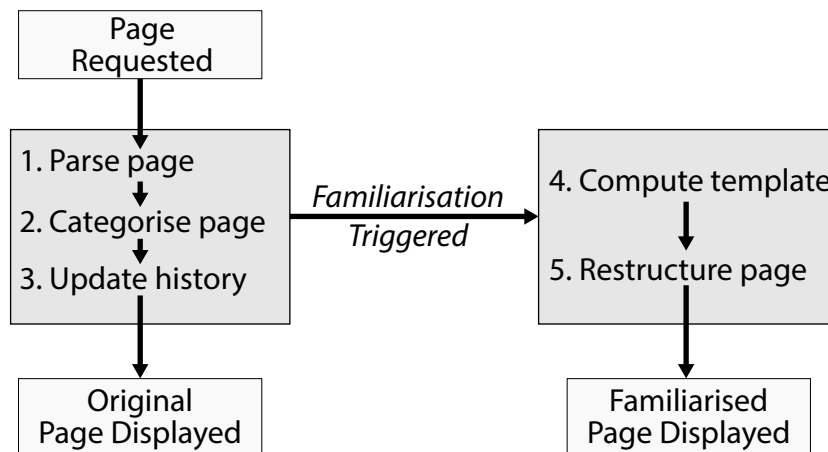 Page
Requested
1. Parse page
2. Categorise page
3. Update history
Familiarisation
Triggered
4. Compute template
5. Restructure page
Original
Page Displayed
Familiarised
Page Displayed